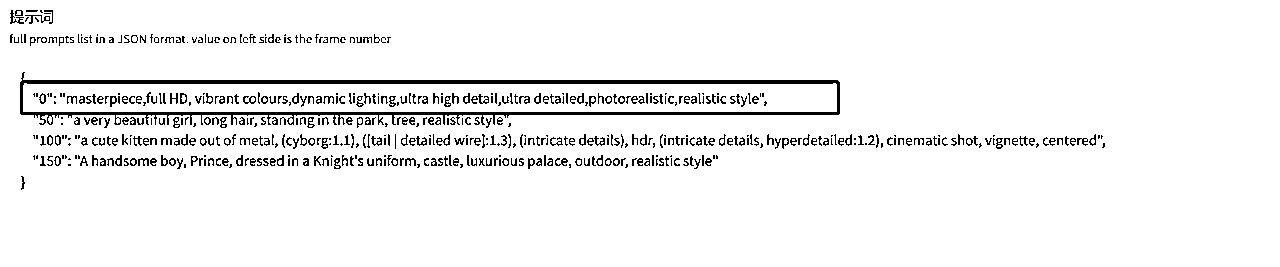 提示词
full prompts list in a JSON format. value on left side is the frame number
{
"0": "masterpiece,full HD, vibrant colours,dynamic lighting,ultra high detail,ultra detailed,photorealistic,realistic style",
"50": "a very beautiful girl, long hair, standing in the park, tree, realistic style",
"100": "a cute kitten made out of metal, (cyborg:1.1), ([tail | detailed wire]:1.3), (intricate details), hdr, (intricate details, hyperdetailed:1.2), cinematic shot, vignette, centered",
"150": "A handsome boy, Prince, dressed in a Knight's uniform, castle, luxurious palace, outdoor, realistic style"
}